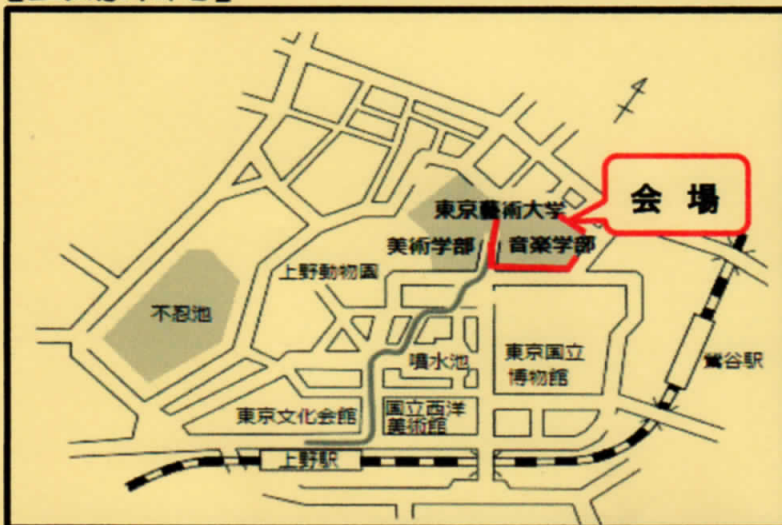 会場
東京藝術大学
美術学部
音楽学部
上野動物園
不忍池
噴水池
東京国立
博物館
鶯谷駅
東京文化会館
国立西洋
美術館
上野駅